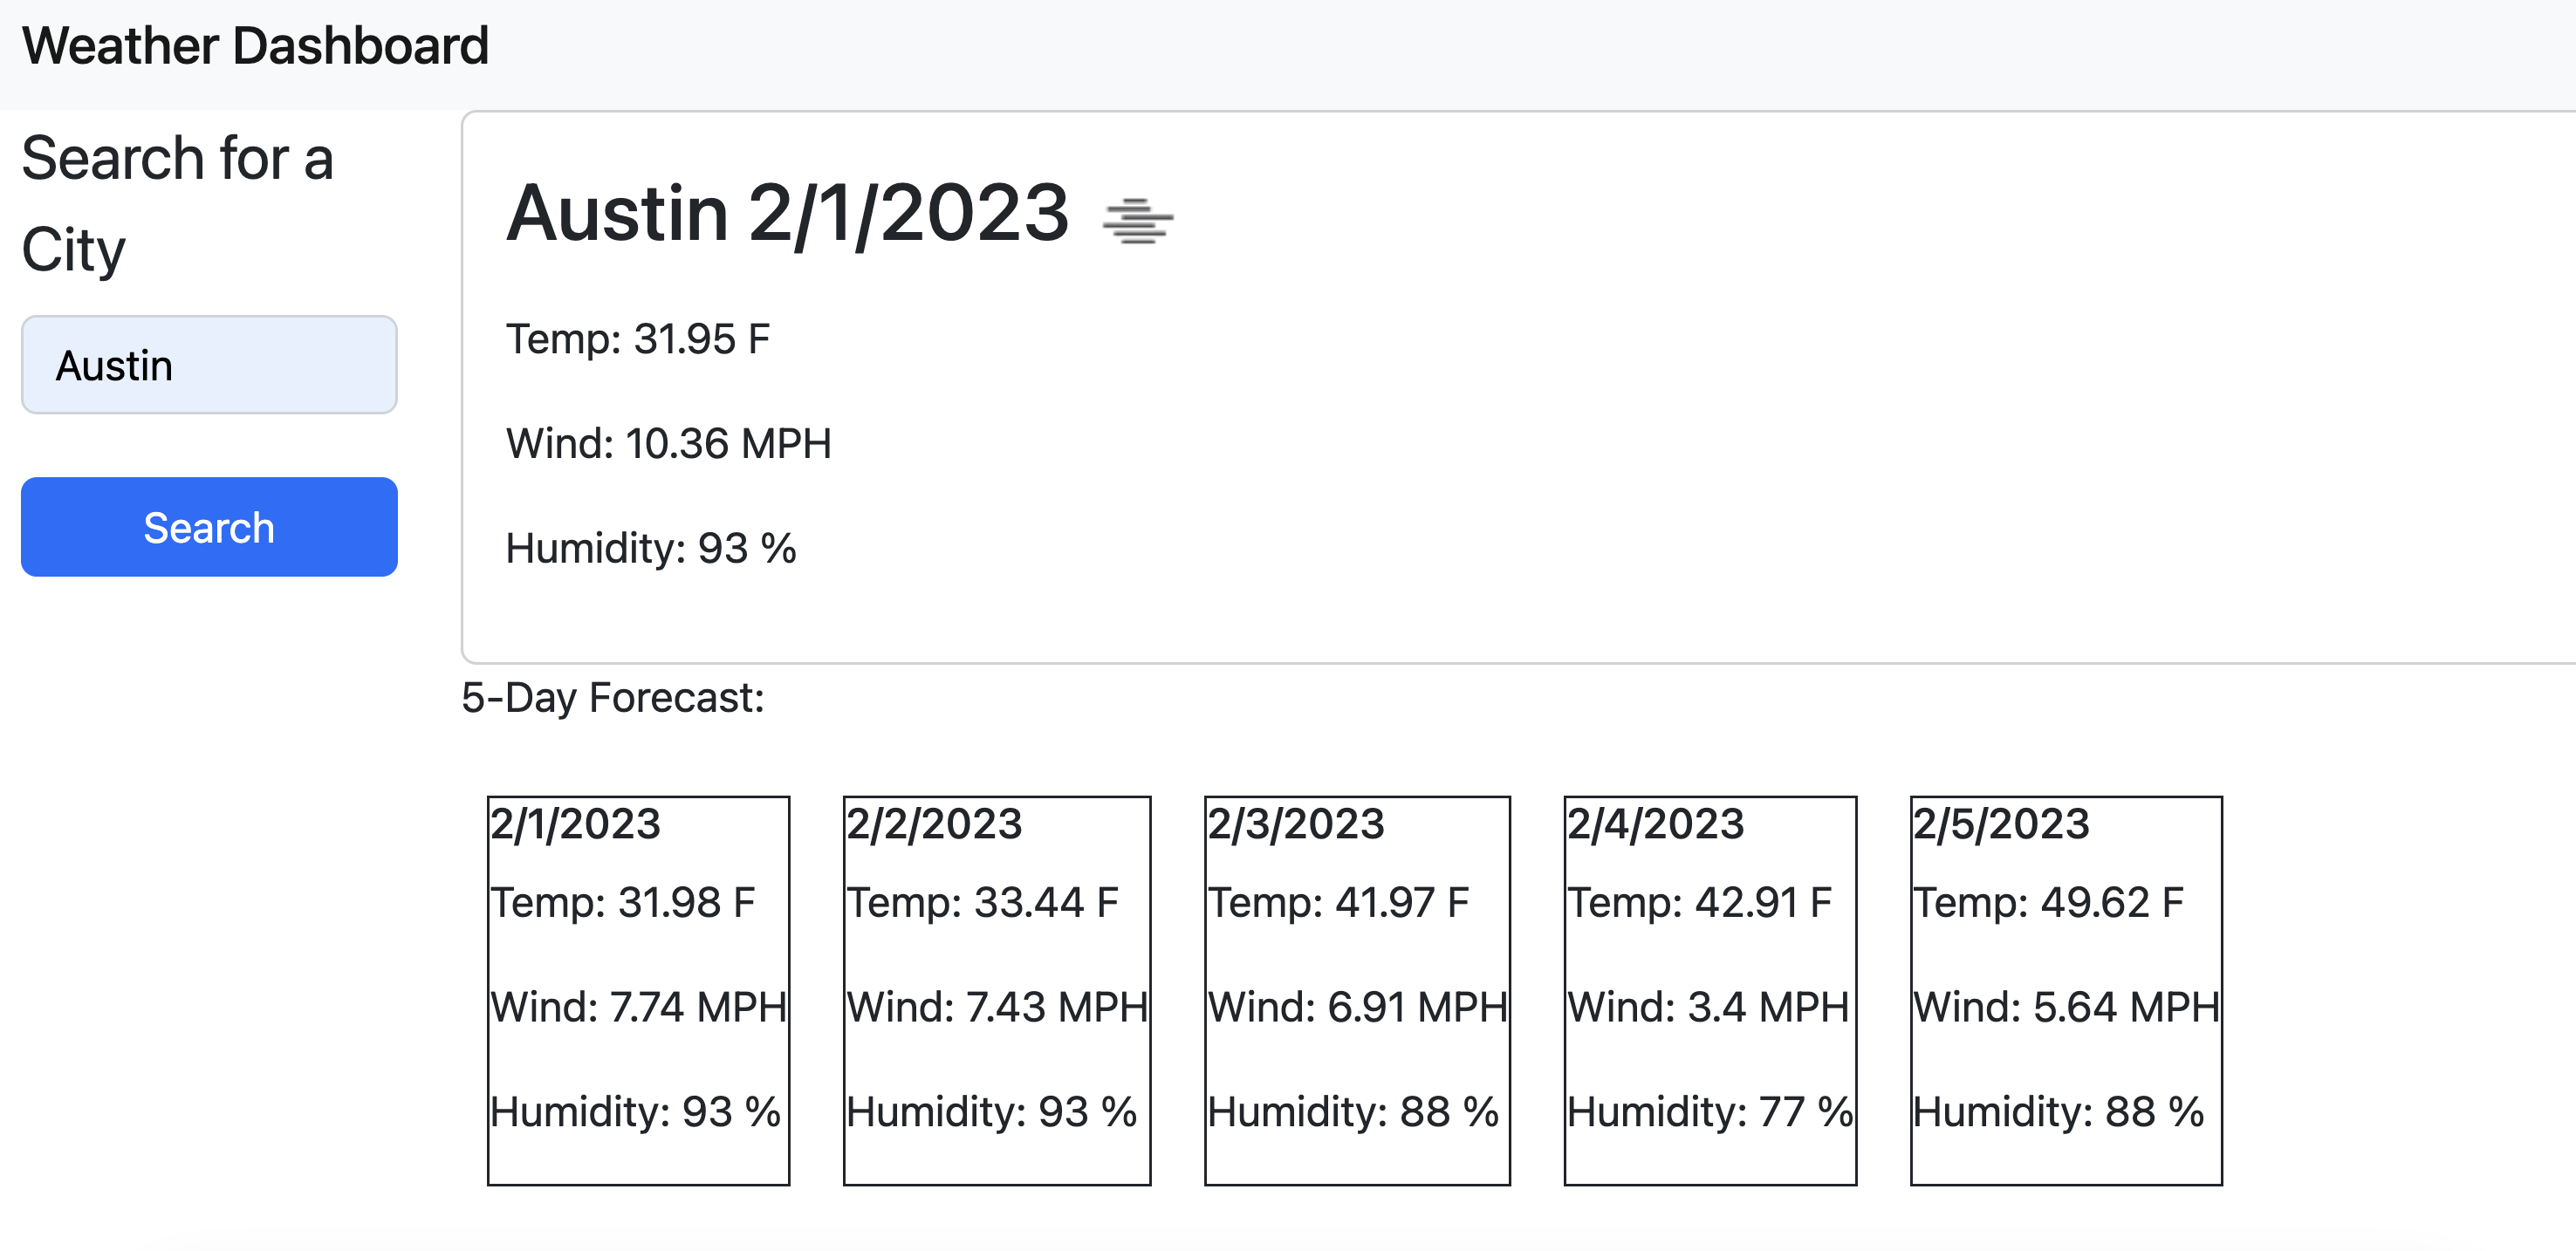 Weather Dashboard
Search for a
City
Austin
Search
Austin 2/1/2023
Temp: 31.95 F
Wind: 10.36 MPH
Humidity: 93 %
5-Day Forecast:
2/1/2023
Temp: 31.98 F
Wind: 7.74 MPH
Humidity: 93 %
2/2/2023
Temp: 33.44 F
Wind: 7.43 MPH
Humidity: 93 %
2/3/2023
Temp: 41.97 F
Wind: 6.91 MPH
Humidity: 88 %
2/4/2023
Temp: 42.91 F
Wind: 3.4 MPH
Humidity: 77 %
2/5/2023
Temp: 49.62 F
Wind: 5.64 MPH
Humidity: 88 %